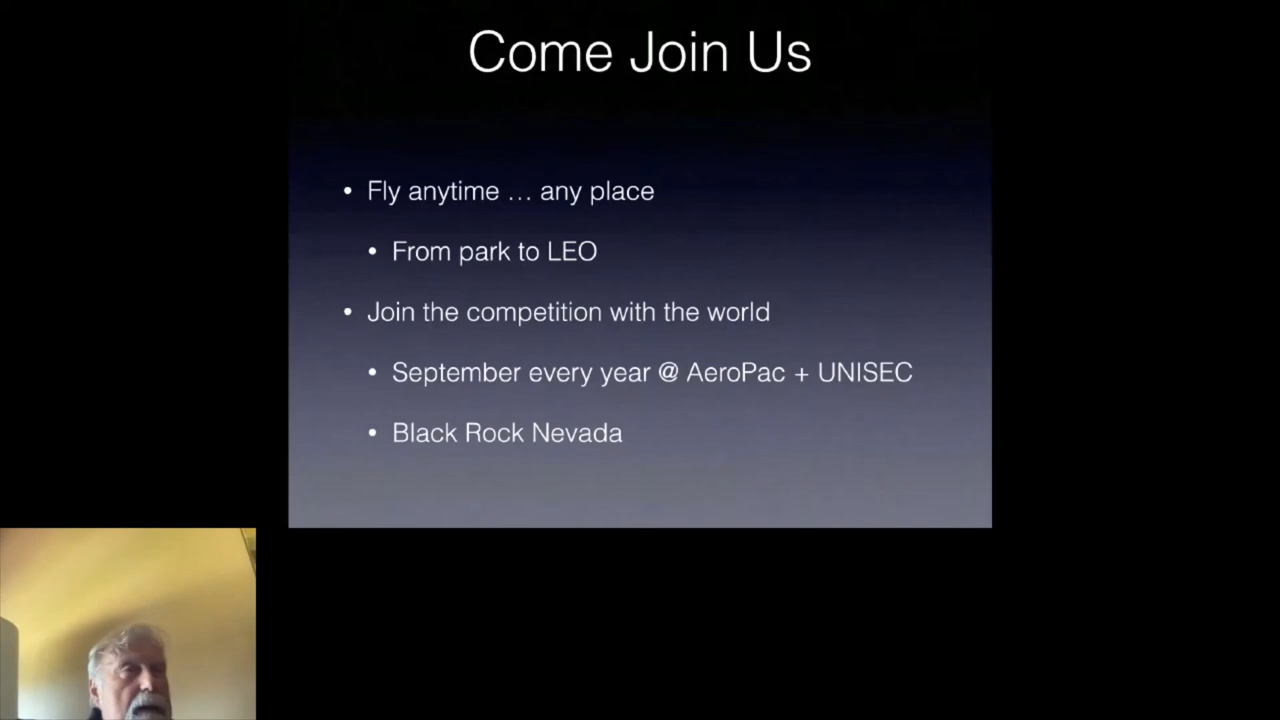 Come Join Us
• Fly anytime … any place
• From park to LEO
• Join the competition with the world
• September every year @ AeroPac + UNISEC
• Black Rock Nevada